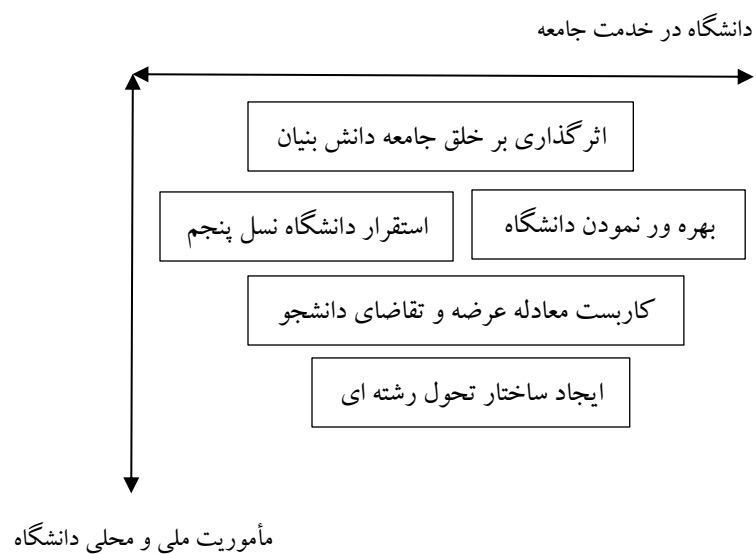 دانشگاه در خدمت جامعه
اثرگذاری بر خلق جامعه دانش بنیان
بهره ور نمودن دانشگاه
استقرار دانشگاه نسل پنجم
کاربست معادله عرضه و تقاضای دانشجو
ایجاد ساختار تحول رشته ای
مأموریت ملی و محلی دانشگاه